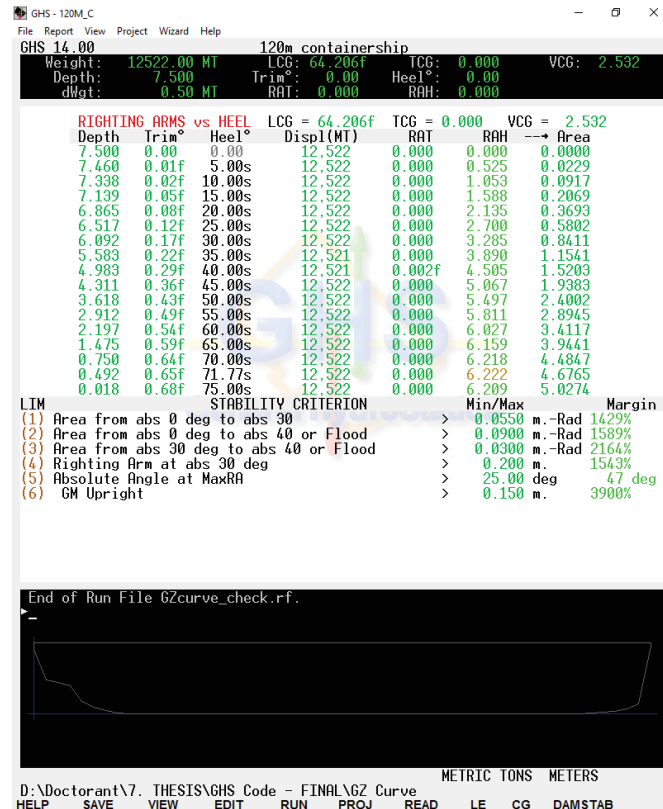 GHS - 120M_C
File Report View Project Wizard Help
GHS 14.00 120m containership
Weight: 12522.00 MT LCG: 64.206f TCG: 0.000 VCG: 2.532
Depth: 7.500 Trim°: 0.00 Heel°: 0.00
dWgt: 0.50 MT RAT: 0.000 RAH: 0.000
RIGHTING ARMS vs HEEL LCG = 64.206f TCG = 0.000 VCG = 2.532
Depth Trim° Heel° Displ(MT) RAT RAH ---→ Area
7.500 0.00 0.00 12,522 0.000 0.000 0.0000
7.460 0.01f 5.00s 12,522 0.000 0.525 0.0229
7.338 0.02f 10.00s 12,522 0.000 1.053 0.0917
7.139 0.05f 15.00s 12,522 0.000 1.588 0.2069
6.865 0.08f 20.00s 12,522 0.000 2.135 0.3693
6.517 0.12f 25.00s 12,522 0.000 2.700 0.5802
6.092 0.17f 30.00s 12,522 0.000 3.285 0.8411
5.583 0.22f 35.00s 12,521 0.000 3.890 1.1541
4.983 0.29f 40.00s 12,521 0.002f 4.505 1.5203
4.311 0.36f 45.00s 12,522 0.000 5.067 1.9383
3.618 0.43f 50.00s 12,522 0.000 5.497 2.4002
2.912 0.49f 55.00s 12,522 0.000 5.811 2.8945
2.197 0.54f 60.00s 12,522 0.000 6.027 3.4117
1.475 0.59f 65.00s 12,522 0.000 6.159 3.9441
0.750 0.64f 70.00s 12,522 0.000 6.218 4.4847
0.492 0.65f 71.77s 12,522 0.000 6.222 4.6765
0.018 0.68f 75.00s 12,522 0.000 6.209 5.0274
LIM STABILITY CRITERION Min/Max Margin
(1) Area from abs 0 deg to abs 30 > 0.0550 m.-Rad 1429%
(2) Area from abs 0 deg to abs 40 or Flood > 0.0900 m.-Rad 1589%
(3) Area from abs 30 deg to abs 40 or Flood > 0.0300 m.-Rad 2164%
(4) Righting Arm at abs 30 deg > 0.200 m. 1543%
(5) Absolute Angle at MaxRA > 25.00 deg 47 deg
(6) GM Upright > 0.150 m. 3900%
End of Run File GZcurve_check.rf.
METRIC TONS METERS
D:\Doctorant\7. THESIS\GHS Code - FINAL\GZ Curve
HELP SAVE VIEW EDIT RUN PROJ READ LE CG DAMSTAB